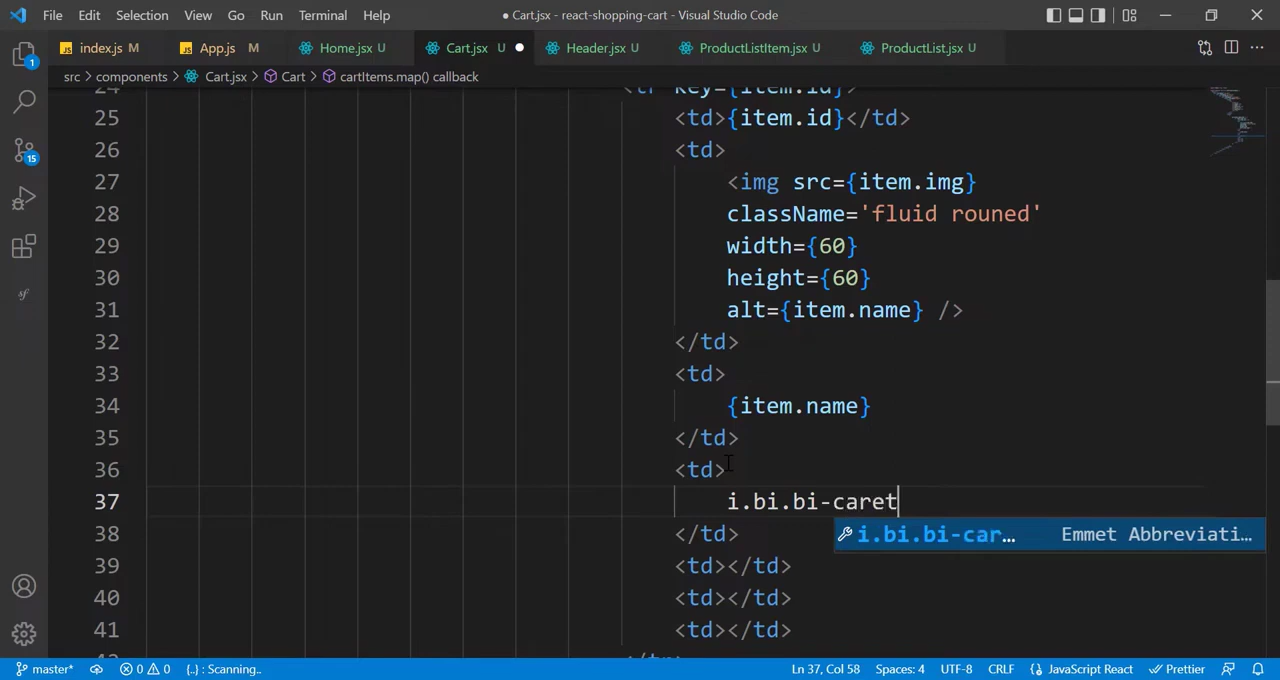 File Edit Selection View Go Run Terminal Help
● Cart.jsx - react-shopping-cart - Visual Studio Code
index.js M App.js M Home.jsx U Cart.jsx U Header.jsx U ProductListItem.jsx U ProductList.jsx U
src > components > Cart.jsx > Cart > cartItems.map() callback
24 <tr key={item.id}>
25 <td>{item.id}</td>
26 <td>
27 <img src={item.img}
28 className='fluid rouned'
29 width={60}
30 height={60}
31 alt={item.name} />
32 </td>
33 <td>
34 {item.name}
35 </td>
36 <td>
37 i.bi.bi-caret
i.bi.bi-car… Emmet Abbreviati…
38 </td>
39 <td></td>
40 <td></td>
41 <td></td>
1
15
master* 0 0 {..} : Scanning.. Ln 37, Col 58 Spaces: 4 UTF-8 CRLF JavaScript React Prettier